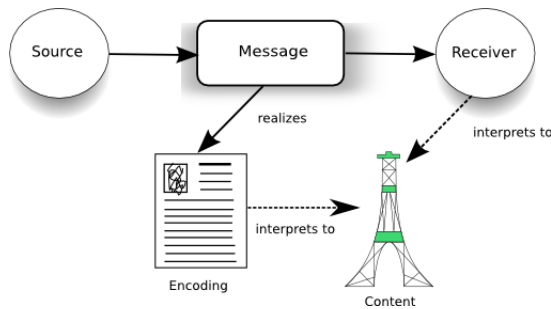 Source
Message
Receiver
realizes
interprets to
interprets to
Encoding
Content